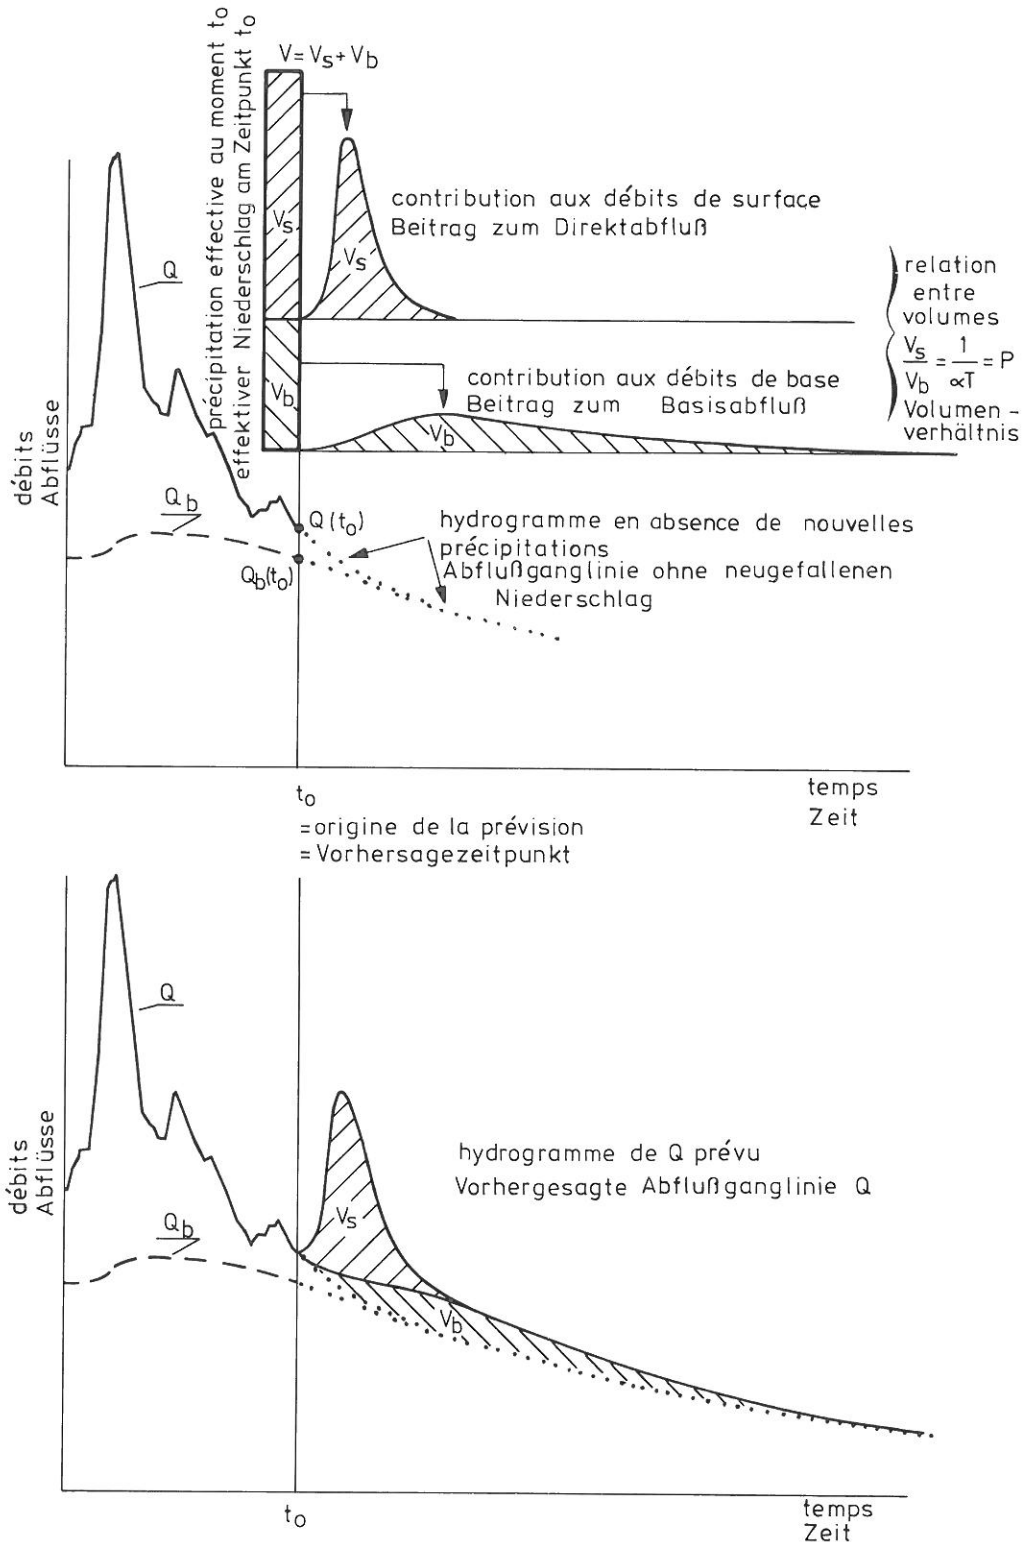 précipitation effective au moment to
effektiver Niederschlag am Zeitpunkt to
V=Vs+Vb
Vs
Vs
contribution aux débits de surface
Beitrag zum Direktabfluß
Q
relation
entre
volumes
Vs/Vb = 1/αT = P
Volumen-
verhältnis
Vb
contribution aux débits de base
Beitrag zum Basisabfluß
Vb
débits
Abflüsse
Qb
Q(to)
Qb(to)
hydrogramme en absence de nouvelles
précipitations
Abflußganglinie ohne neugefallenen
Niederschlag
to
=origine de la prévision
=Vorhersagezeitpunkt
temps
Zeit
Q
débits
Abflüsse
Qb
Vs
Vb
hydrogramme de Q prévu
Vorhergesagte Abflußganglinie Q
to
temps
Zeit